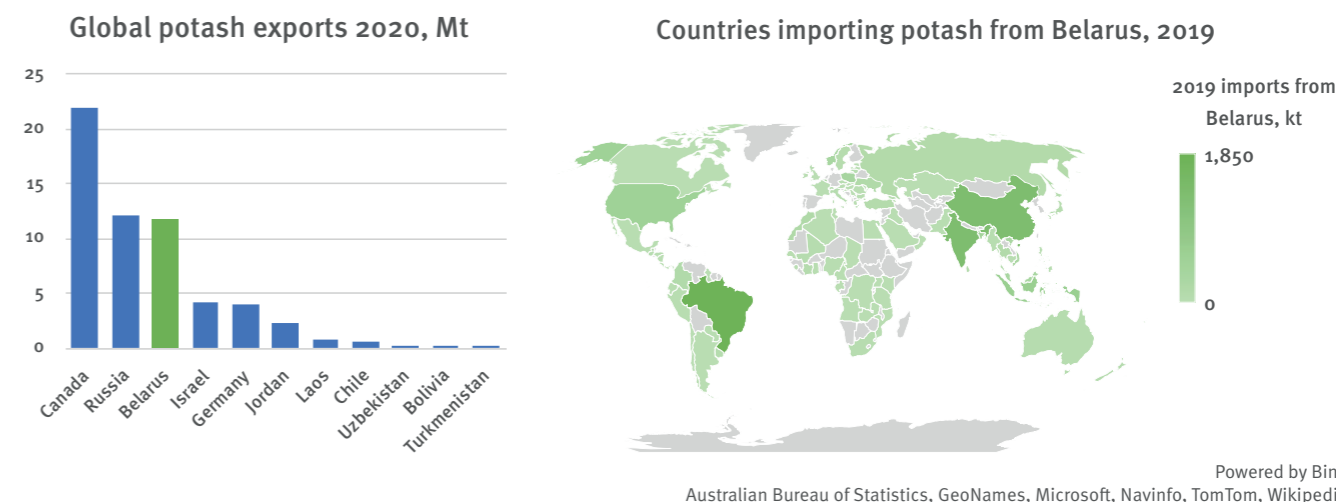 Global potash exports 2020, Mt
25
20
15
10
5
0
Canada
Russia
Belarus
Israel
Germany
Jordan
Laos
Chile
Uzbekistan
Bolivia
Turkmenistan
Countries importing potash from Belarus, 2019
2019 imports from
Belarus, kt
1,850
0
Powered by Bin
Australian Bureau of Statistics, GeoNames, Microsoft, Navinfo, TomTom, Wikipedi